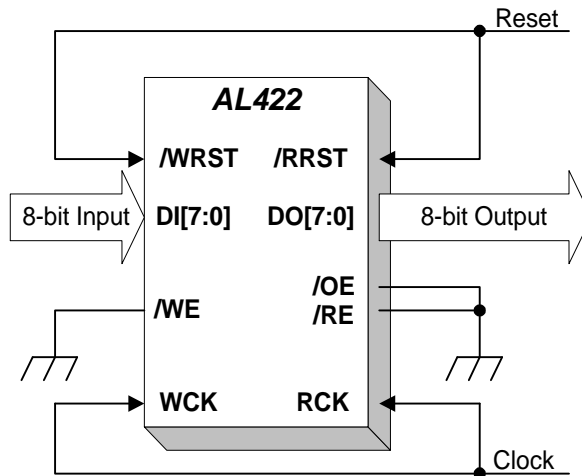 Reset
AL422
/WRST /RRST
8-bit Input DI[7:0] DO[7:0] 8-bit Output
/OE
/WE /RE
WCK RCK
Clock